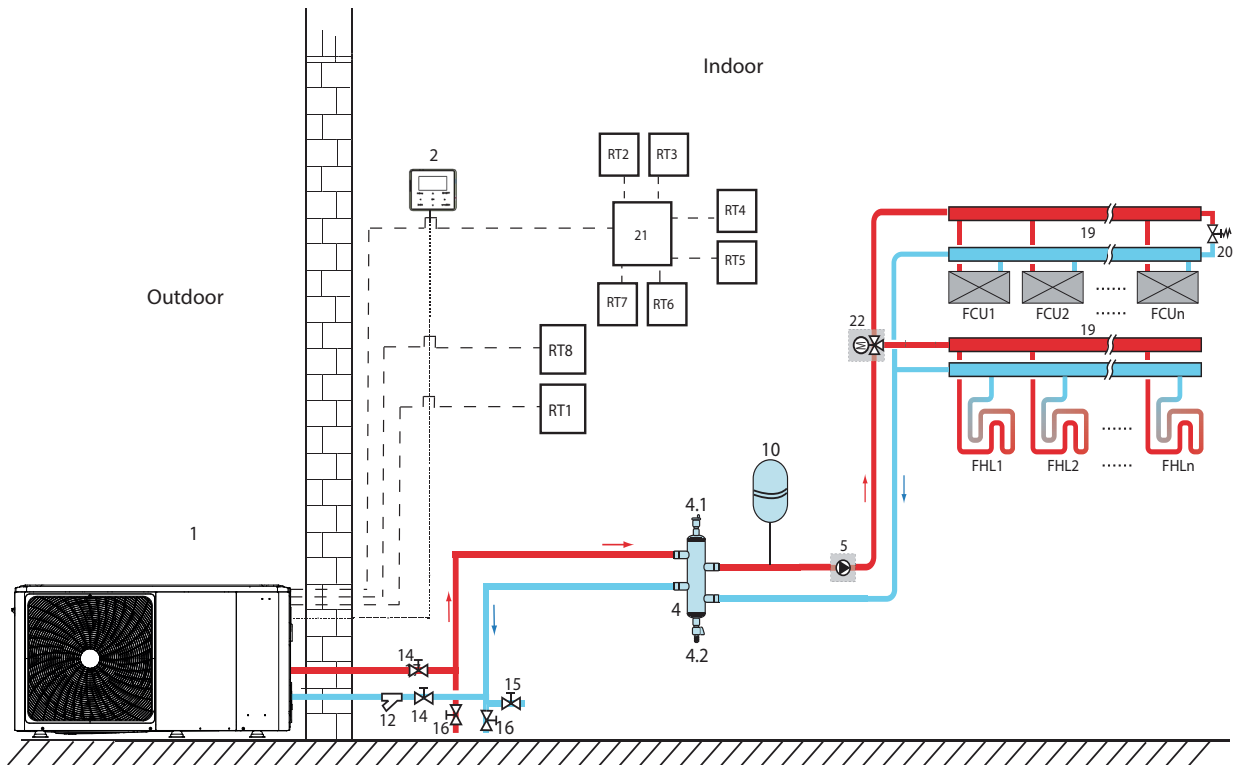 Indoor
RT2
RT3
2
RT4
21
19
20
RT5
Outdoor
RT7
RT6
FCU1
FCU2
......
......
FCUn
22
19
RT8
RT1
......
......
FHL1
FHL2
FHLn
10
4.1
1
5
4
4.2
14
15
12
14
16
16